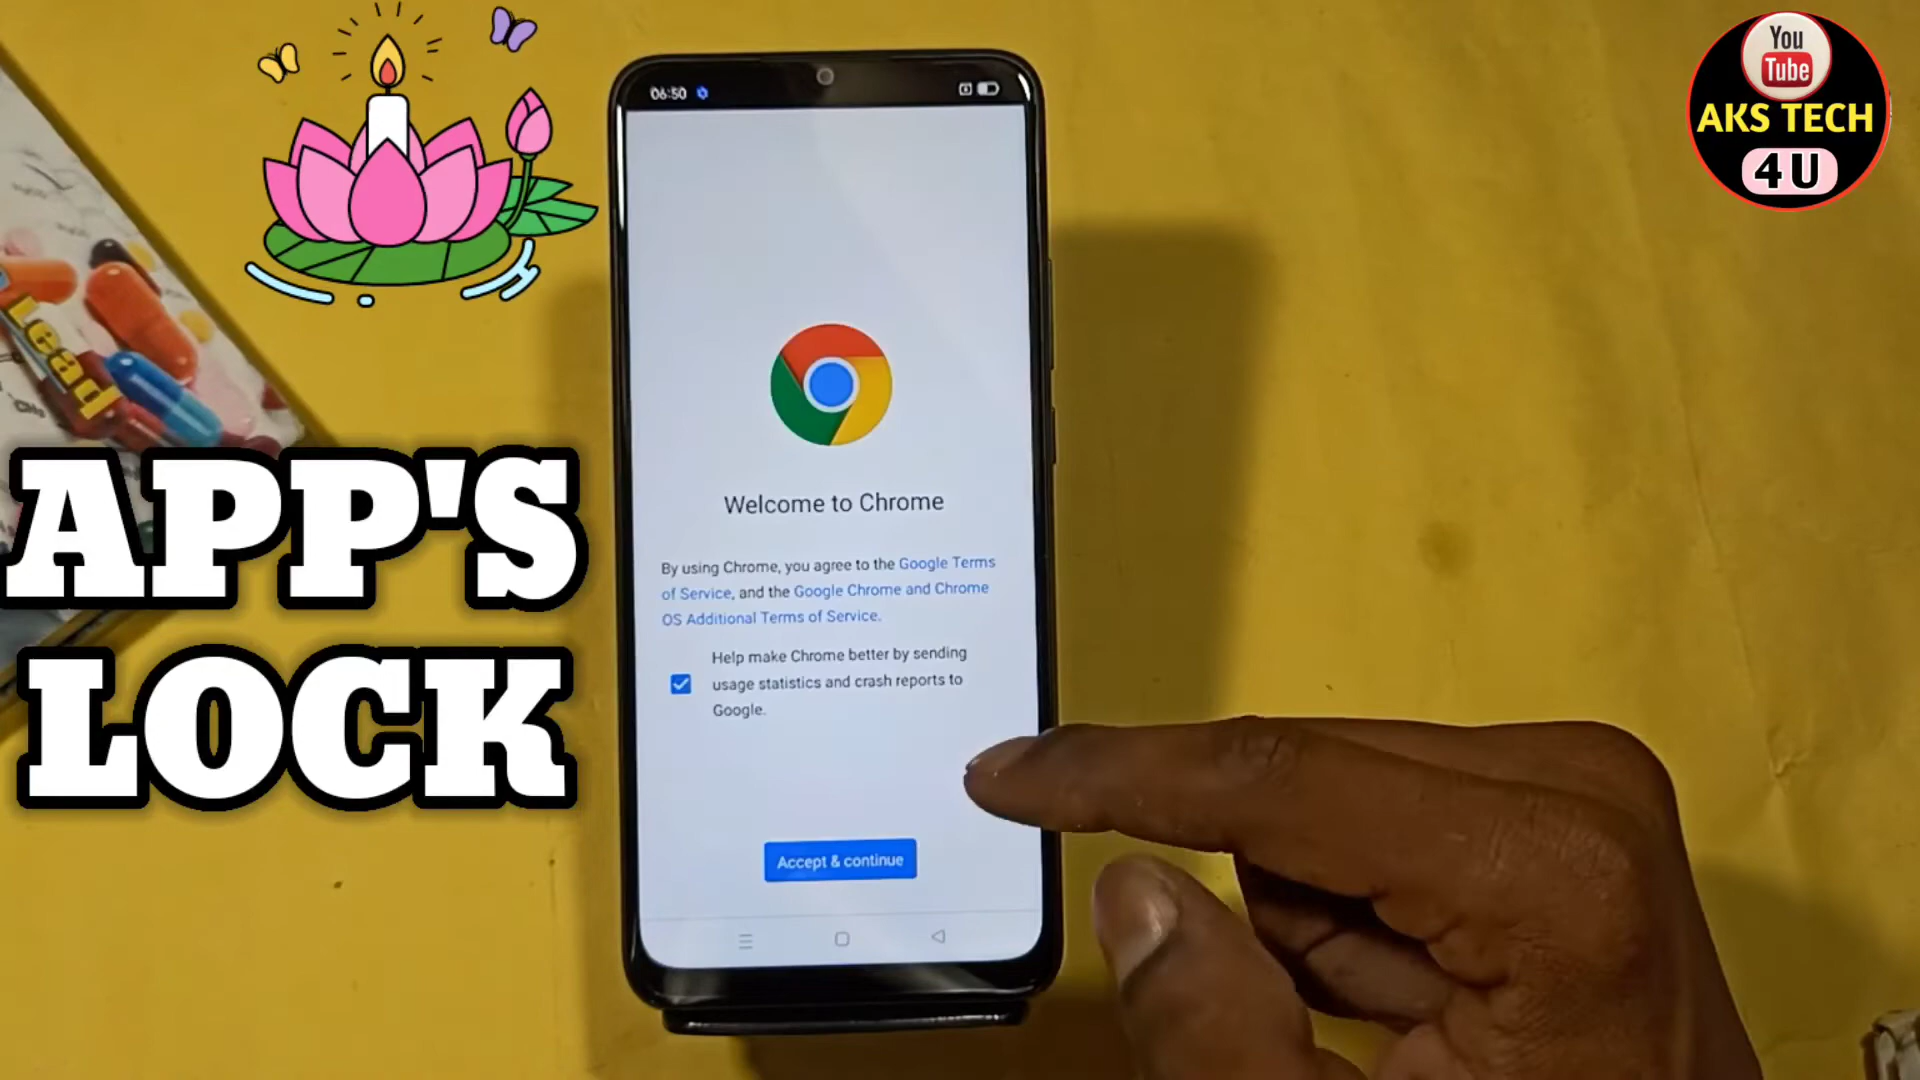 06:50
You
Tube
AKS TECH
4U
APP'S
LOCK
Welcome to Chrome
By using Chrome, you agree to the Google Terms
of Service, and the Google Chrome and Chrome
OS Additional Terms of Service.
Help make Chrome better by sending
usage statistics and crash reports to
Google.
Accept & continue